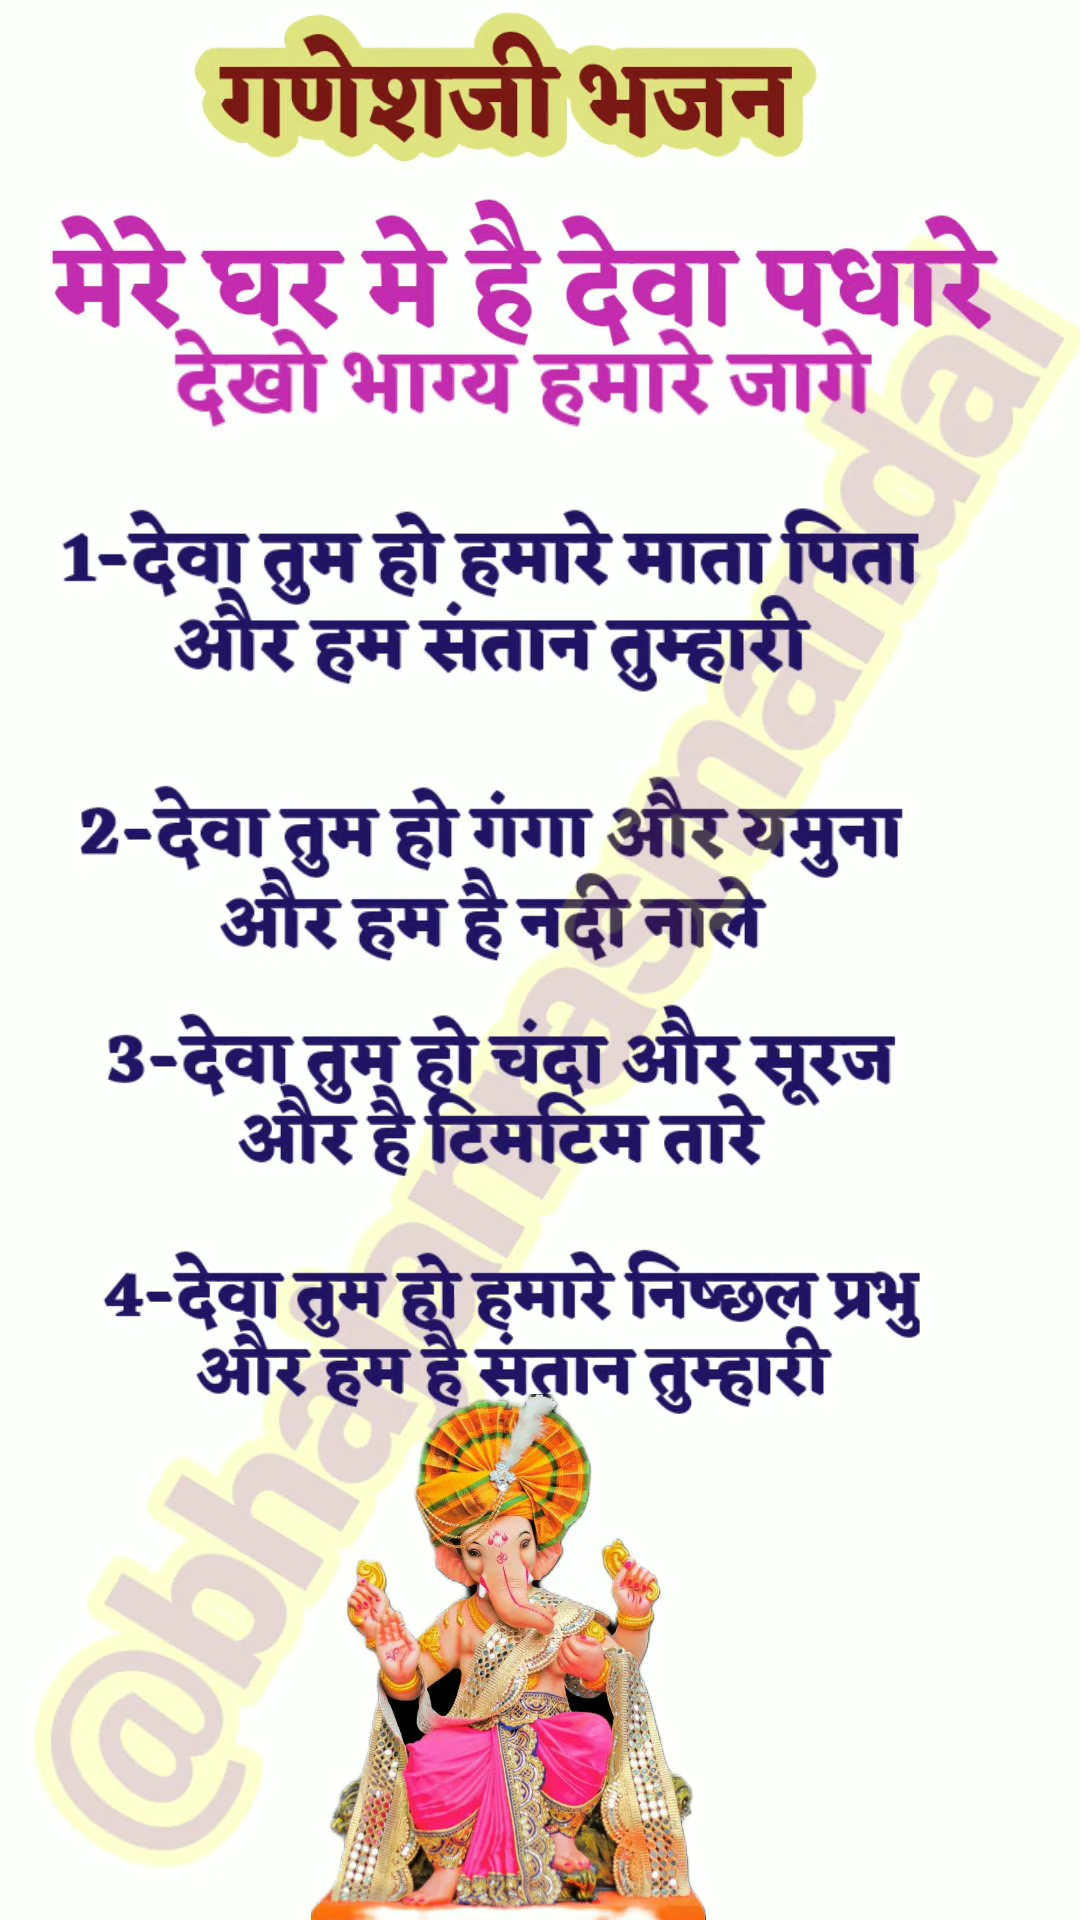 गणेशजी भजन
मेरे घर मे है देवा पधारे
देखो भाग्य हमारे जागे
1-देवा तुम हो हमारे माता पिता
और हम संतान तुम्हारी
2-देवा तुम हो गंगा और यमुना
और हम है नदी नाले
3-देवा तुम हो चंदा और सूरज
और है टिमटिम तारे
4-देवा तुम हो हमारे निष्छल प्रभु
और हम है संतान तुम्हारी
@bhajanrasmandal